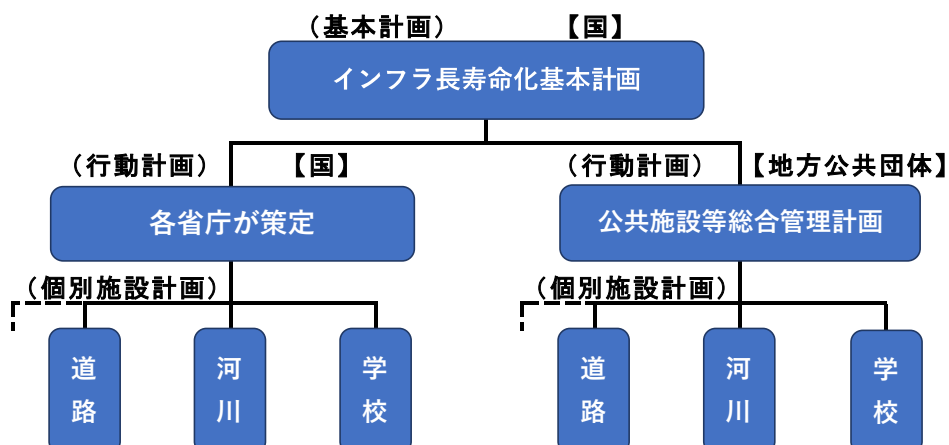 （基本計画） 【国】
インフラ長寿命化基本計画
（行動計画） 【国】
（行動計画） 【地方公共団体】
各省庁が策定
公共施設等総合管理計画
（個別施設計画）
（個別施設計画）
道路
河川
学校
道路
河川
学校